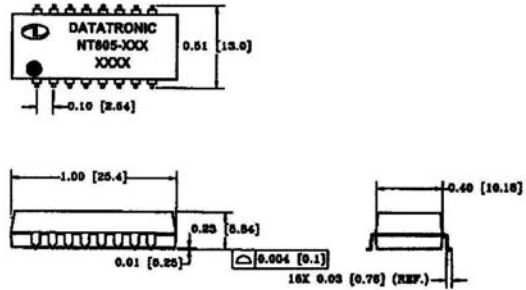 DATATRONIC
NT605-XXX
XXXX
0.51 [13.0]
0.10 [2.54]
1.00 [25.4]
0.40 [10.16]
0.23 [5.84]
0.01 [0.25]
0.004 [0.1]
16X 0.03 [0.76] (REF.)